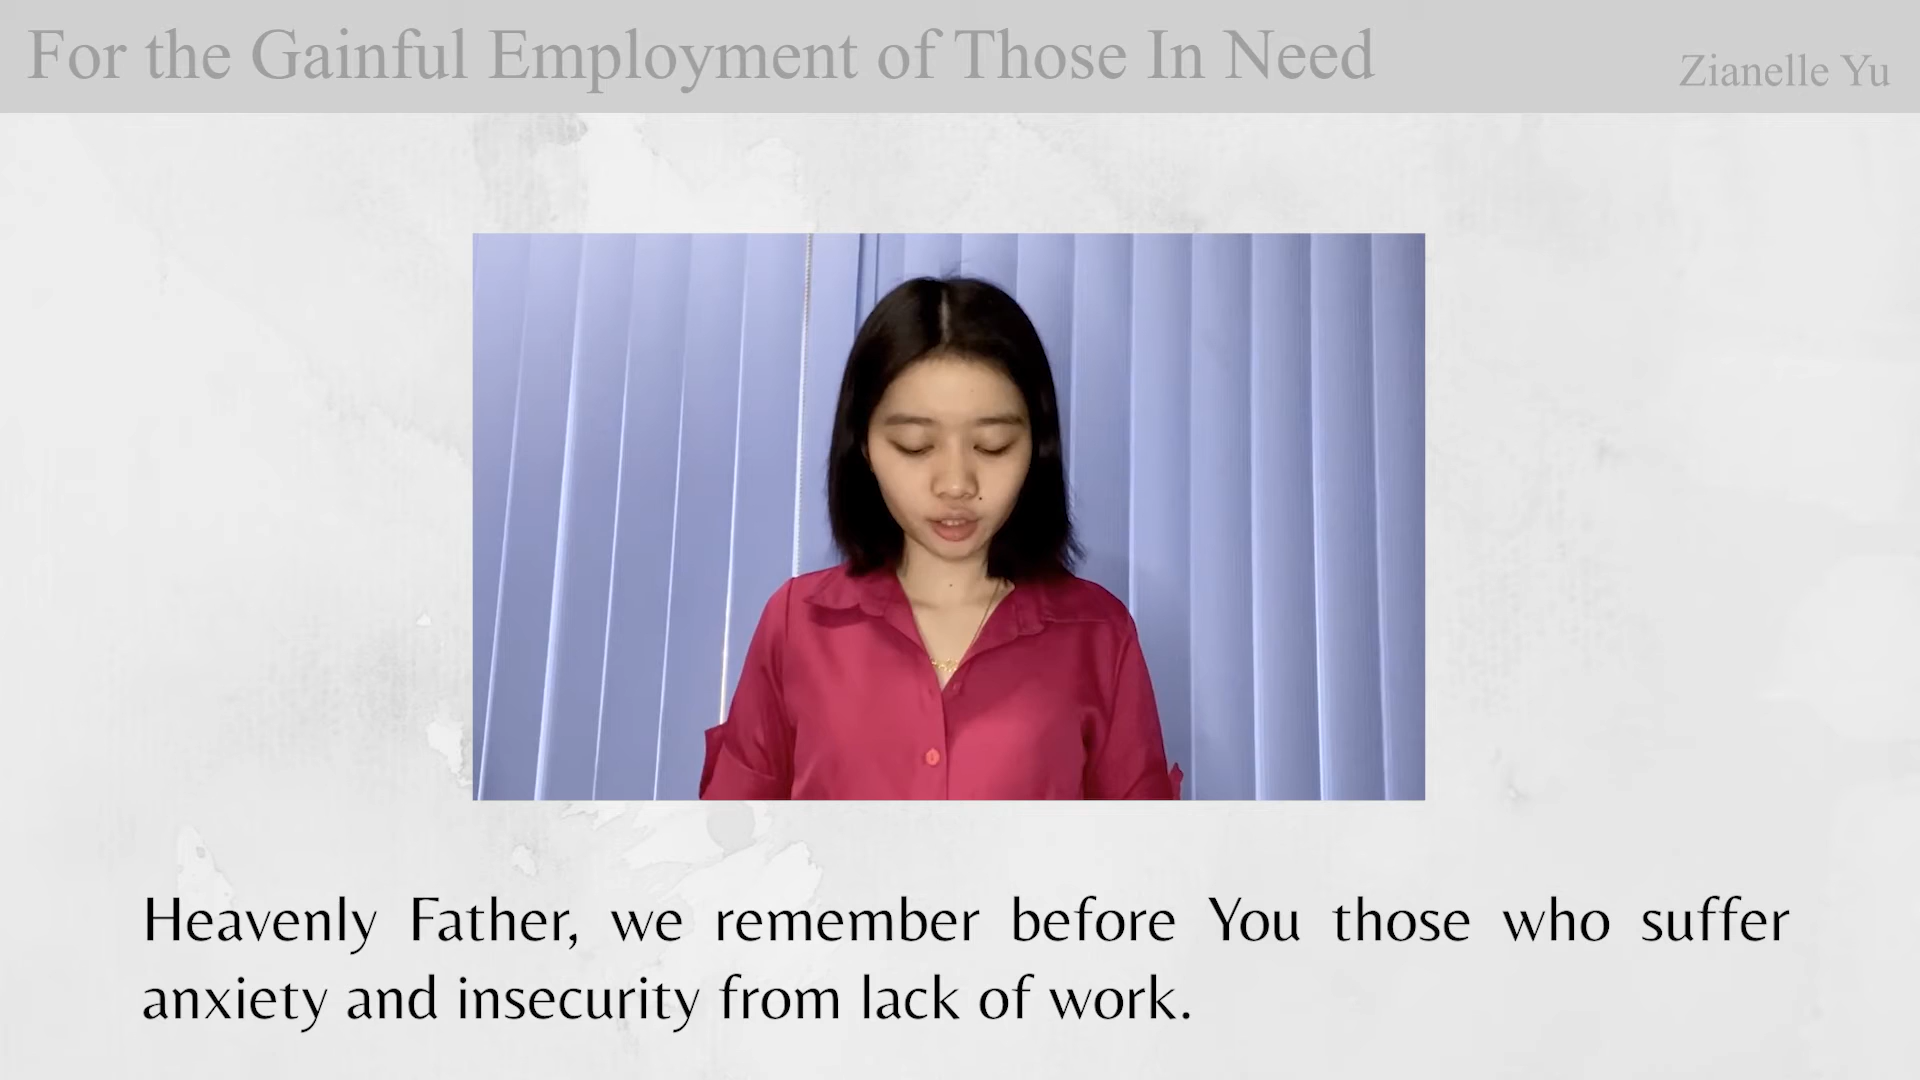 For the Gainful Employment of Those In Need
Zianelle Yu
Heavenly Father, we remember before You those who suffer
anxiety and insecurity from lack of work.